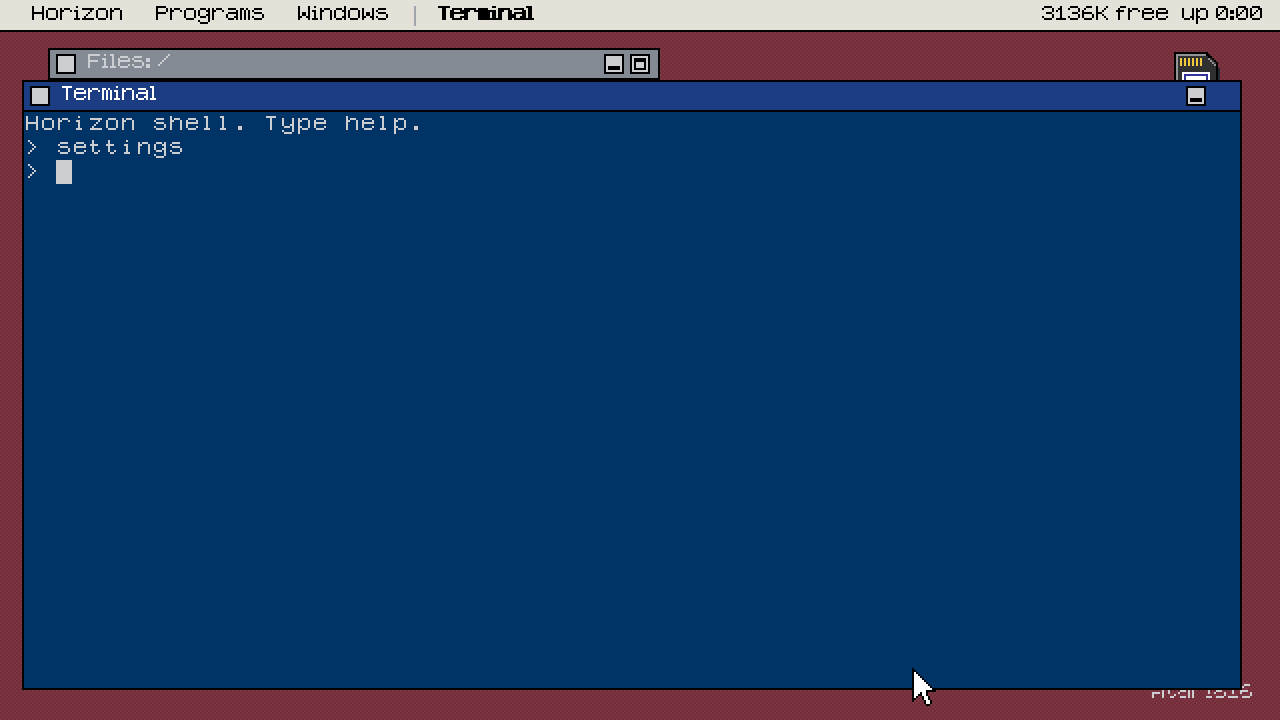 Horizon Programs Windows | Terminal 3136K free up 0:00
Files: /
Terminal
Horizon shell. Type help.
> settings
>